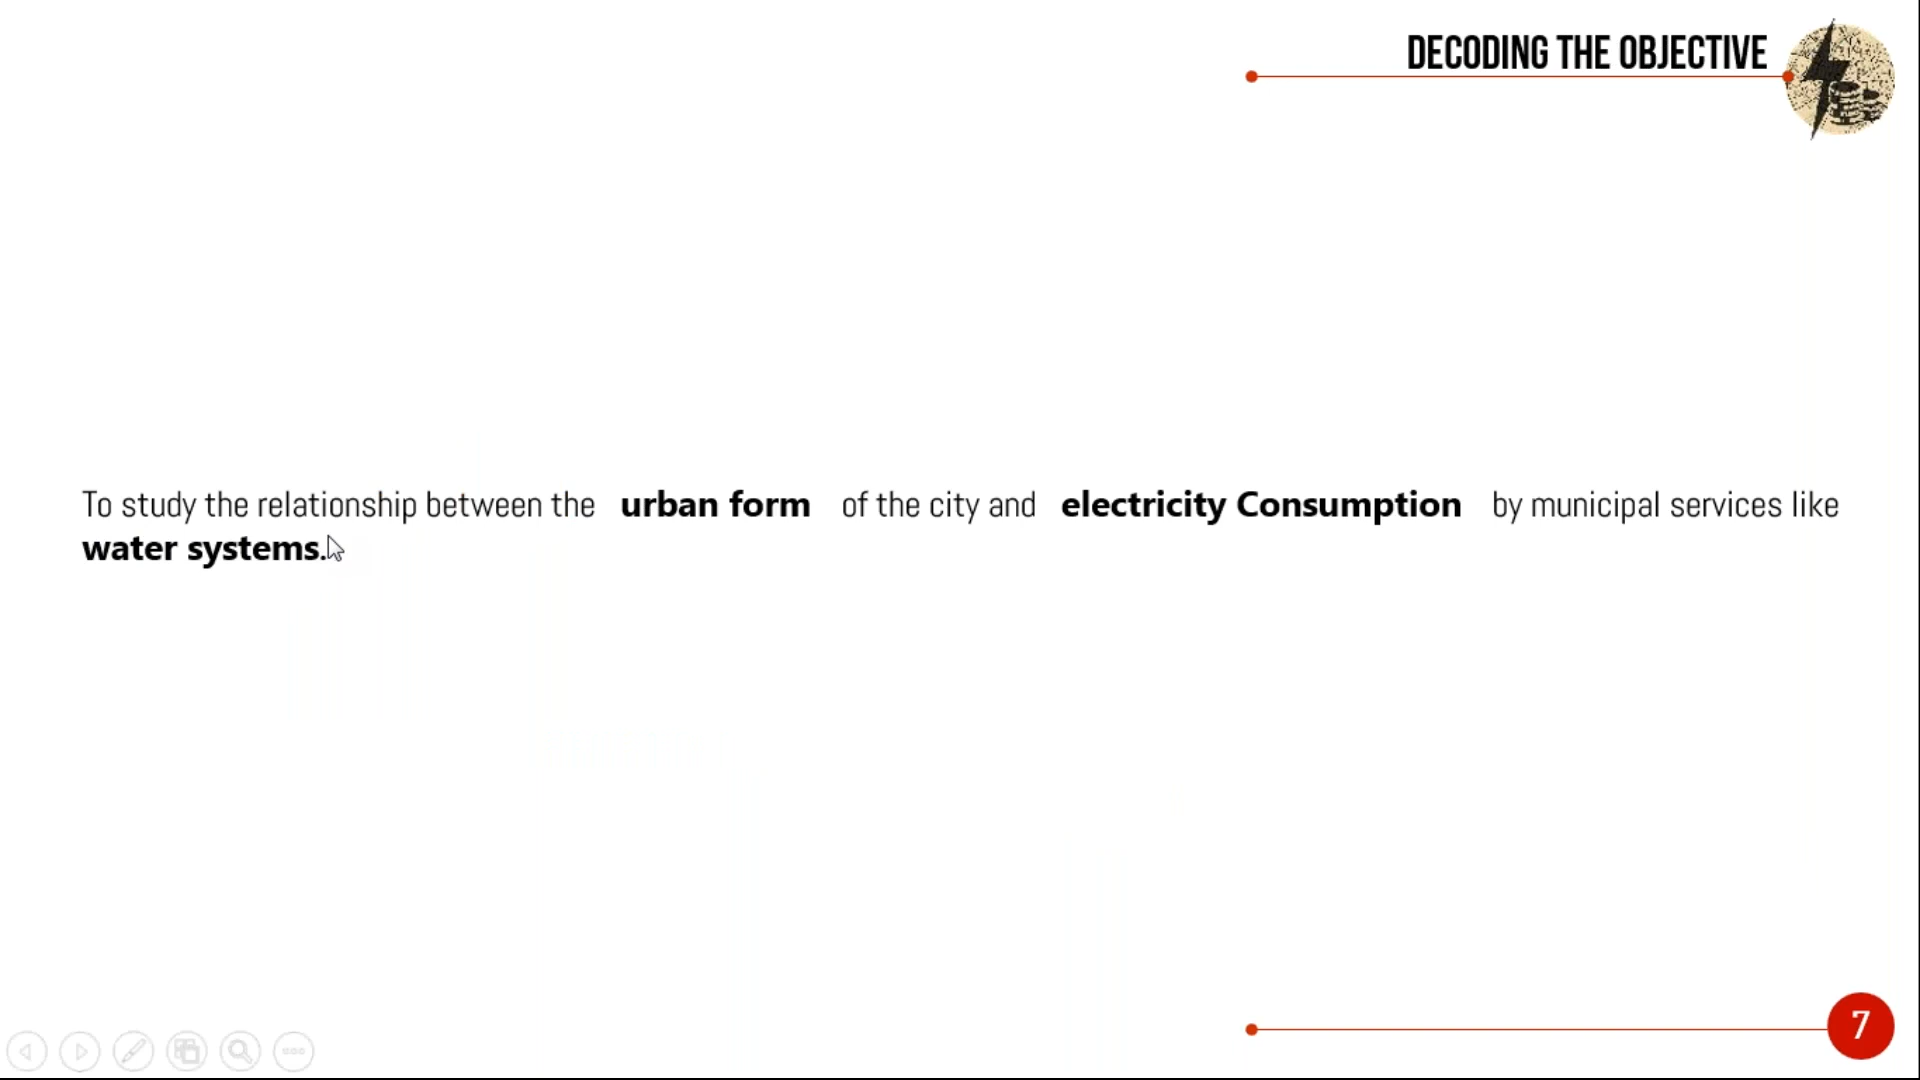 DECODING THE OBJECTIVE
To study the relationship between the urban form of the city and electricity Consumption by municipal services like
water systems.
7